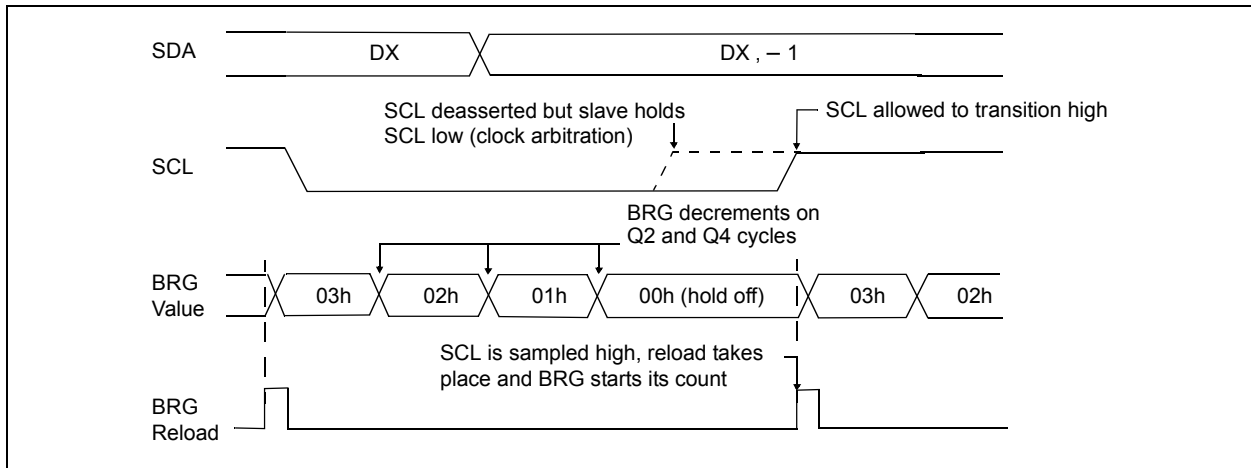 SDA
DX
DX , – 1
SCL deasserted but slave holds
SCL low (clock arbitration)
SCL allowed to transition high
SCL
BRG decrements on
Q2 and Q4 cycles
BRG
Value
03h
02h
01h
00h (hold off)
03h
02h
SCL is sampled high, reload takes
place and BRG starts its count
BRG
Reload